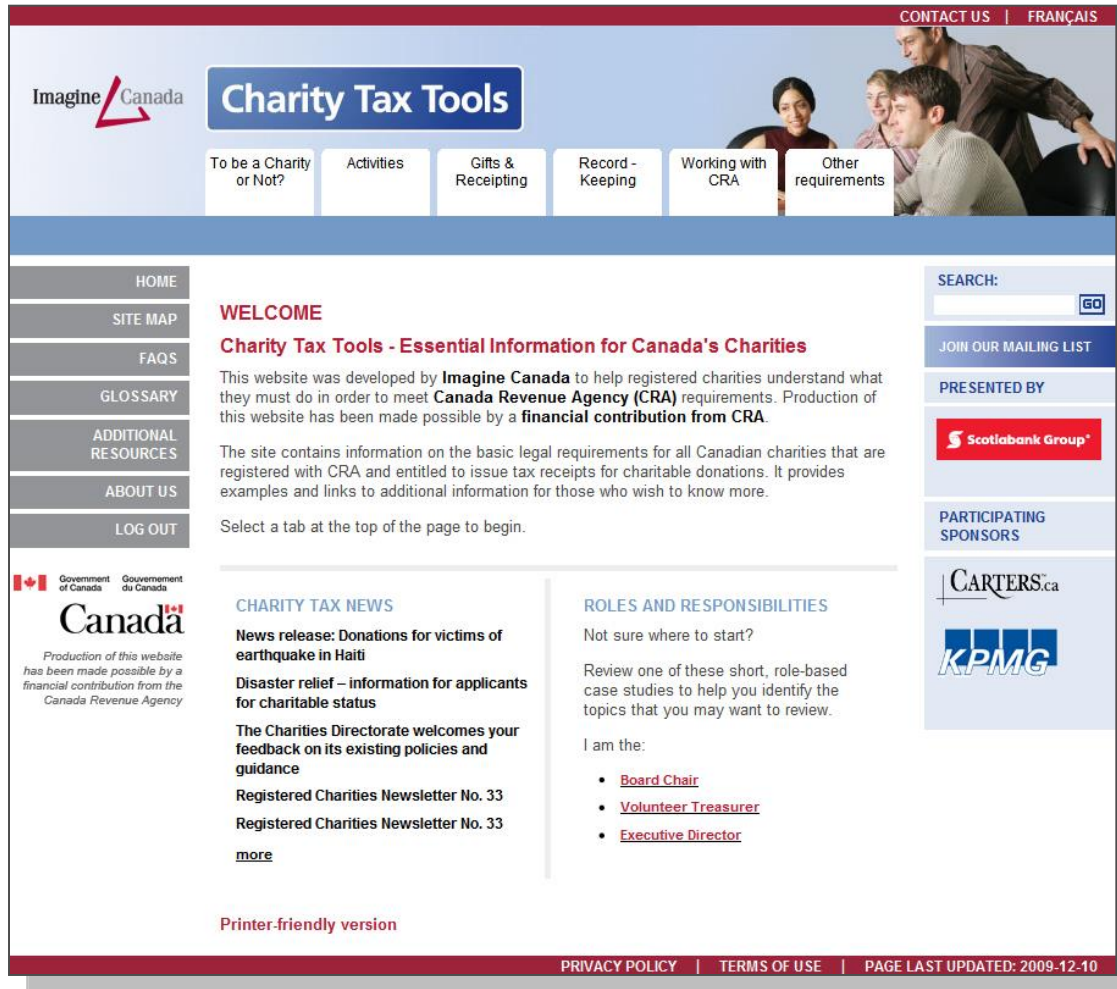 CONTACT US | FRANÇAIS
Imagine Canada
Charity Tax Tools
To be a Charity
or Not?
Activities
Gifts &
Receipting
Record -
Keeping
Working with
CRA
Other
requirements
HOME
SITE MAP
FAQS
GLOSSARY
ADDITIONAL
RESOURCES
ABOUT US
LOG OUT
Government
of Canada
Gouvernement
du Canada
Canada
Production of this website
has been made possible by a
financial contribution from the
Canada Revenue Agency
WELCOME
Charity Tax Tools - Essential Information for Canada's Charities
This website was developed by Imagine Canada to help registered charities understand what
they must do in order to meet Canada Revenue Agency (CRA) requirements. Production of
this website has been made possible by a financial contribution from CRA.
The site contains information on the basic legal requirements for all Canadian charities that are
registered with CRA and entitled to issue tax receipts for charitable donations. It provides
examples and links to additional information for those who wish to know more.
Select a tab at the top of the page to begin.
CHARITY TAX NEWS
News release: Donations for victims of
earthquake in Haiti
Disaster relief – information for applicants
for charitable status
The Charities Directorate welcomes your
feedback on its existing policies and
guidance
Registered Charities Newsletter No. 33
Registered Charities Newsletter No. 33
more
ROLES AND RESPONSIBILITIES
Not sure where to start?
Review one of these short, role-based
case studies to help you identify the
topics that you may want to review.
I am the:
• Board Chair
• Volunteer Treasurer
• Executive Director
Printer-friendly version
SEARCH:
GO
JOIN OUR MAILING LIST
PRESENTED BY
Scotiabank Group*
PARTICIPATING
SPONSORS
CARTERS.ca
KPMG
PRIVACY POLICY | TERMS OF USE | PAGE LAST UPDATED: 2009-12-10